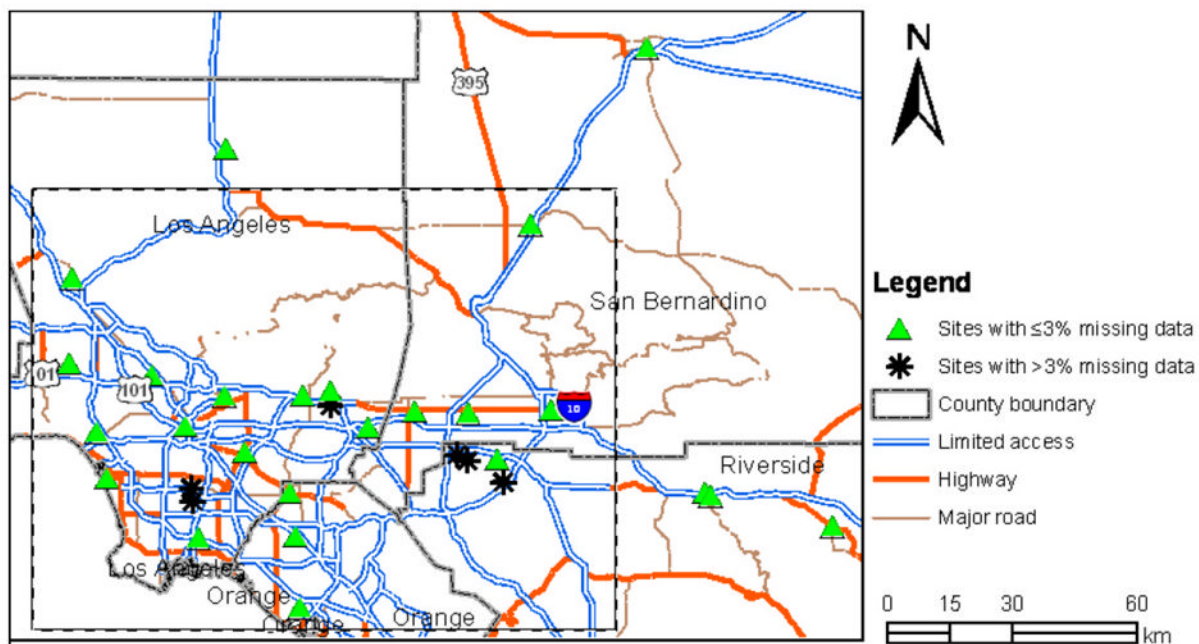 N
395
Los Angeles
San Bernardino
Legend
Sites with ≤3% missing data
Sites with >3% missing data
County boundary
Limited access
Highway
Major road
101
101
10
Riverside
Los Angeles
Orange
Orange
Orange
0 15 30 60
km